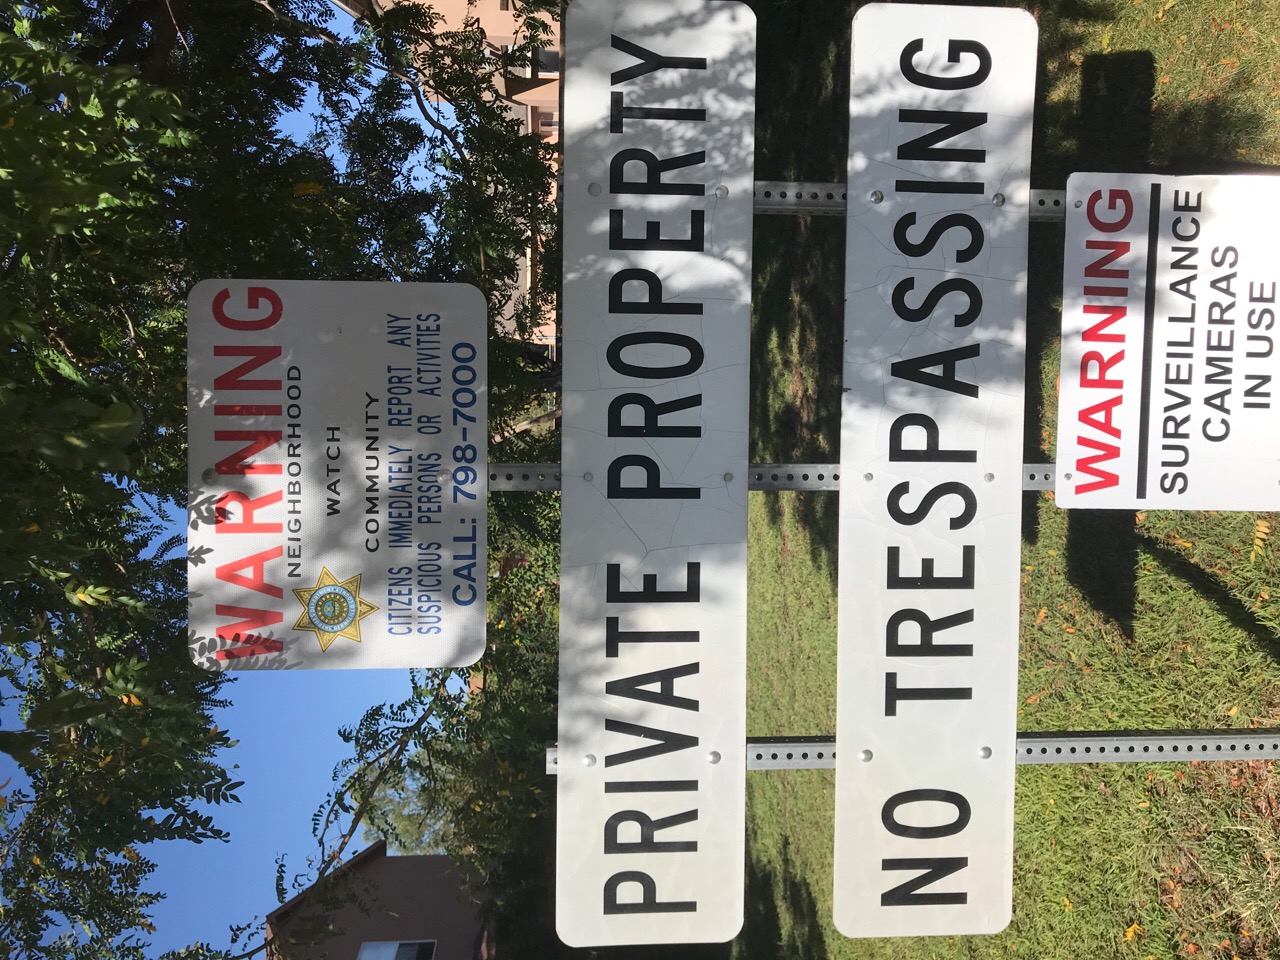 WARNING
NEIGHBORHOOD
WATCH
COMMUNITY
CITIZENS IMMEDIATELY REPORT ANY
SUSPICIOUS PERSONS OR ACTIVITIES
CALL: 798-7000
PRIVATE PROPERTY
NO TRESPASSING
WARNING
SURVEILLANCE
CAMERAS
IN USE